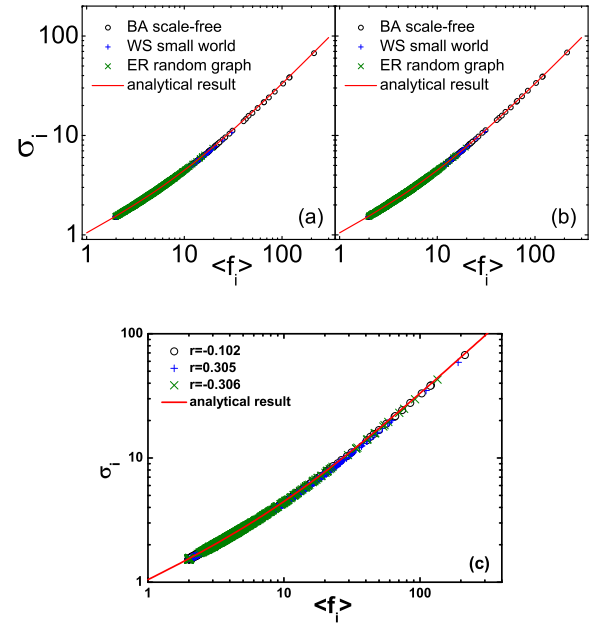 BA scale-free
WS small world
ER random graph
analytical result
BA scale-free
WS small world
ER random graph
analytical result
100
10
1
σi
(a)
(b)
1
10
100
1
10
100
<fi>
<fi>
r=-0.102
r=0.305
r=-0.306
analytical result
100
10
1
σi
(c)
1
10
100
<fi>